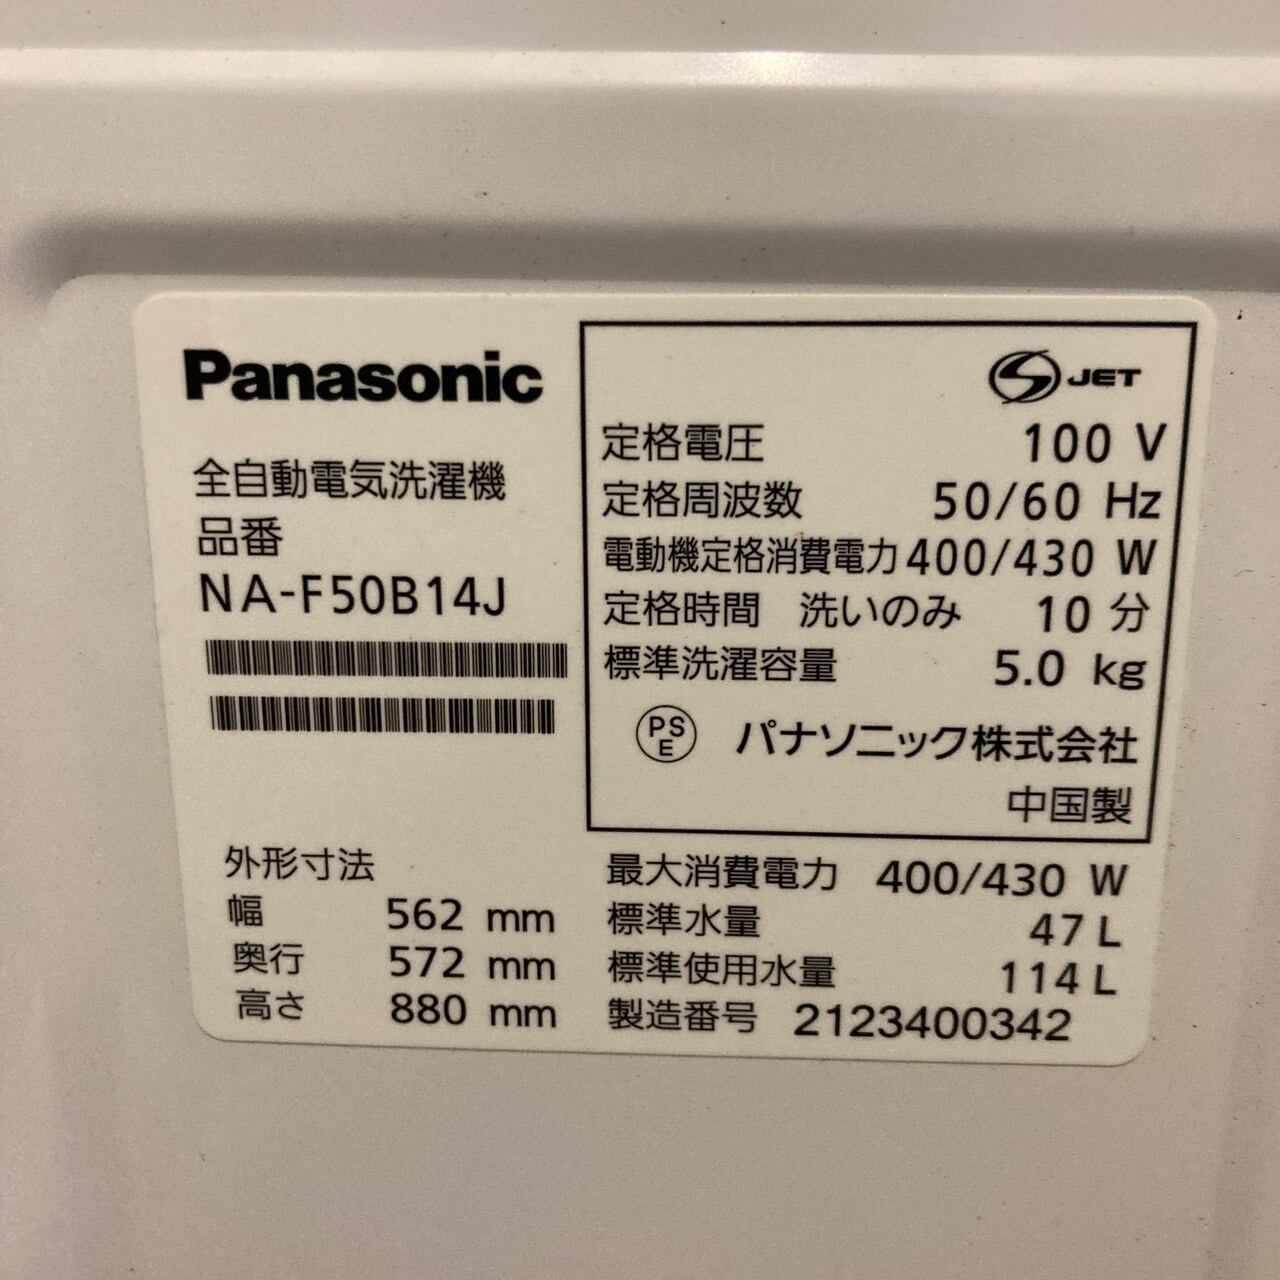 Panasonic
全自動電気洗濯機
品番
NA-F50B14J
JET
定格電圧 100 V
定格周波数 50/60 Hz
電動機定格消費電力 400/430 W
定格時間 洗いのみ 10 分
標準洗濯容量 5.0 kg
PSE パナソニック株式会社
中国製
外形寸法
幅 562 mm
奥行 572 mm
高さ 880 mm
最大消費電力 400/430 W
標準水量 47 L
標準使用水量 114 L
製造番号 2123400342